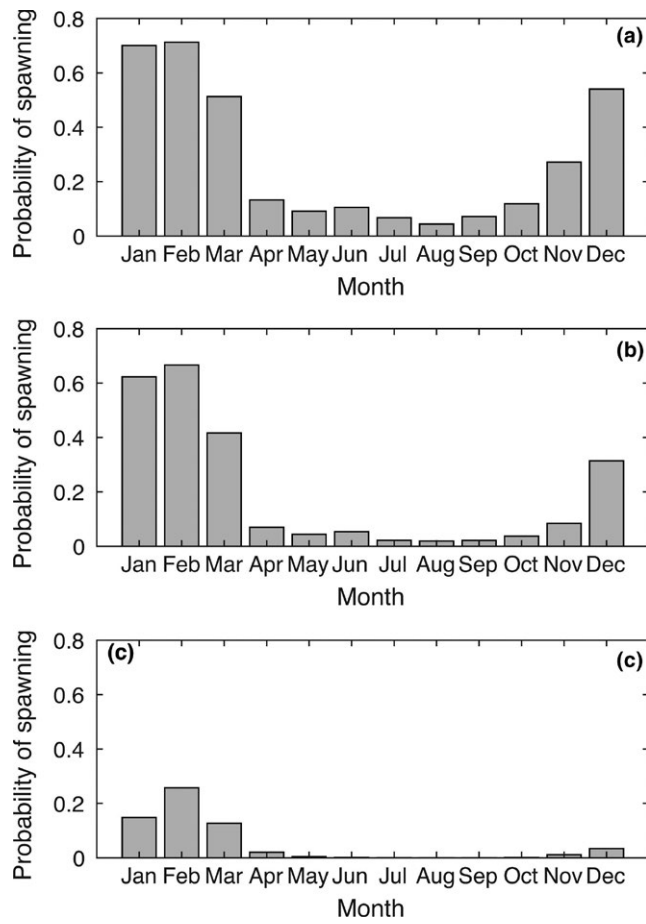 (a)
Probability of spawning
0.8
0.6
0.4
0.2
0
Jan Feb Mar Apr May Jun Jul Aug Sep Oct Nov Dec
Month
(b)
Probability of spawning
0.8
0.6
0.4
0.2
0
Jan Feb Mar Apr May Jun Jul Aug Sep Oct Nov Dec
Month
(c) (c)
Probability of spawning
0.8
0.6
0.4
0.2
0
Jan Feb Mar Apr May Jun Jul Aug Sep Oct Nov Dec
Month